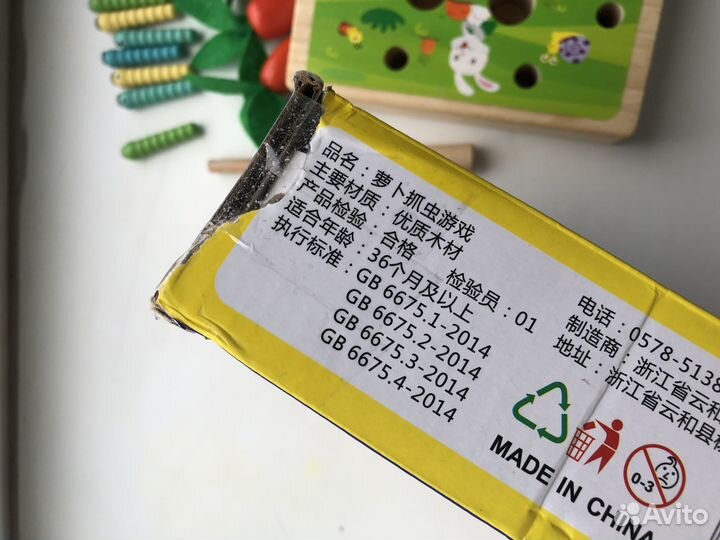 品名：萝卜抓虫游戏
主要材质：优质木材
产品检验：合格 检验员：01
适合年龄：36个月及以上
执行标准：GB 6675.1-2014
GB 6675.2-2014
GB 6675.3-2014
GB 6675.4-2014
电话：0578-5138
制造商：浙江省云和
地址：浙江省云和县
MADE IN CHINA
0-3
Avito